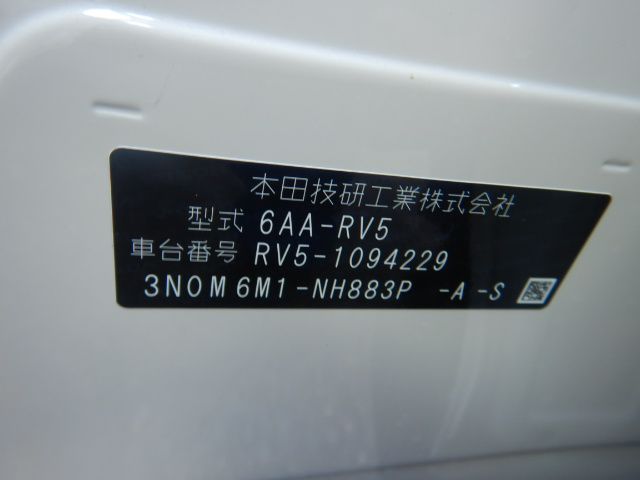 本田技研工業株式会社
型式 6AA-RV5
車台番号 RV5-1094229
3N0M6M1-NH883P -A-S